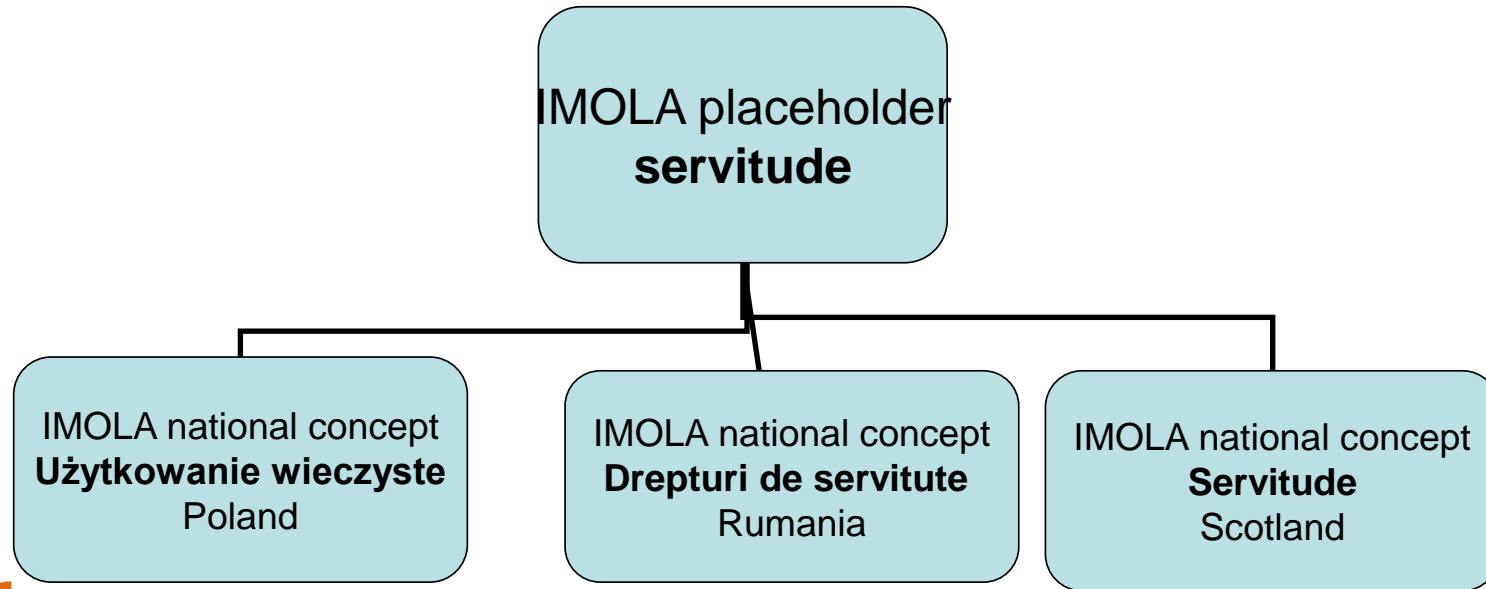 IMOLA placeholder
servitude
IMOLA national concept
Użytkowanie wieczyste
Poland
IMOLA national concept
Drepturi de servitute
Rumania
IMOLA national concept
Servitude
Scotland